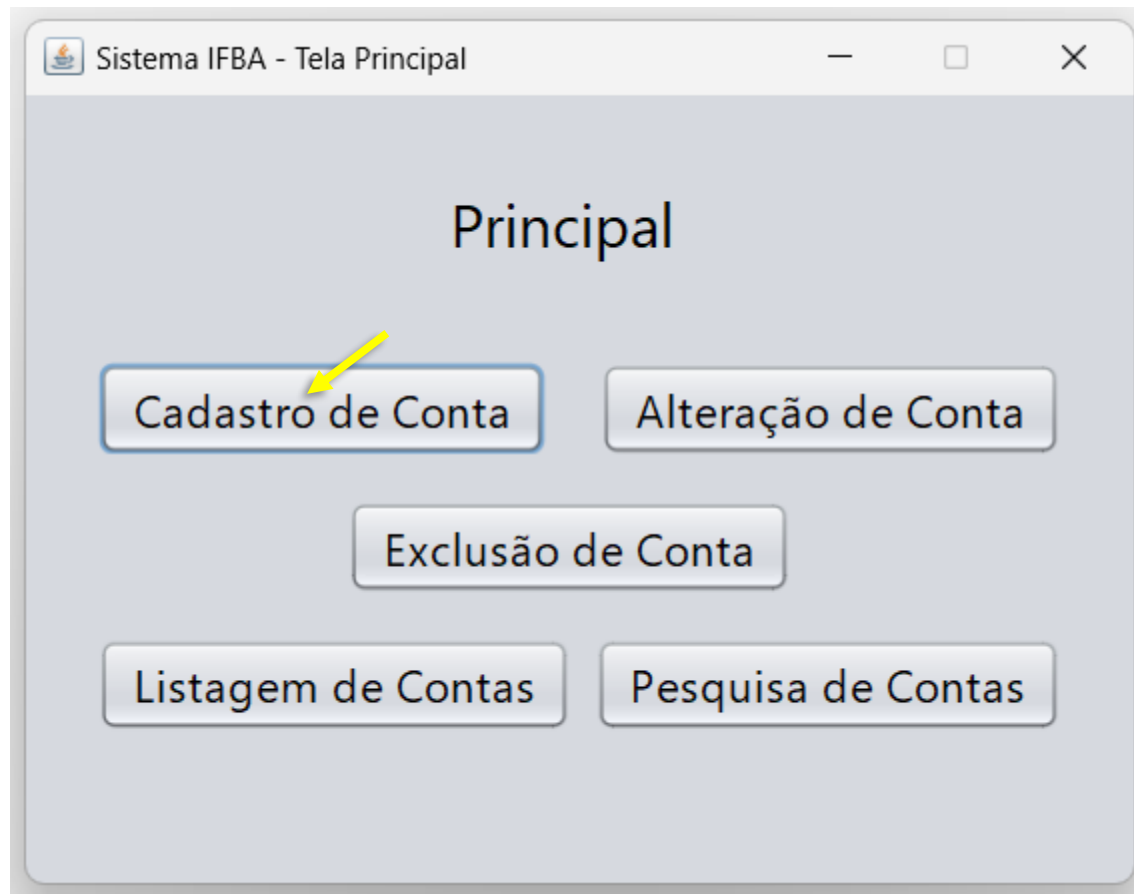 Sistema IFBA - Tela Principal
Principal
Cadastro de Conta
Alteração de Conta
Exclusão de Conta
Listagem de Contas
Pesquisa de Contas